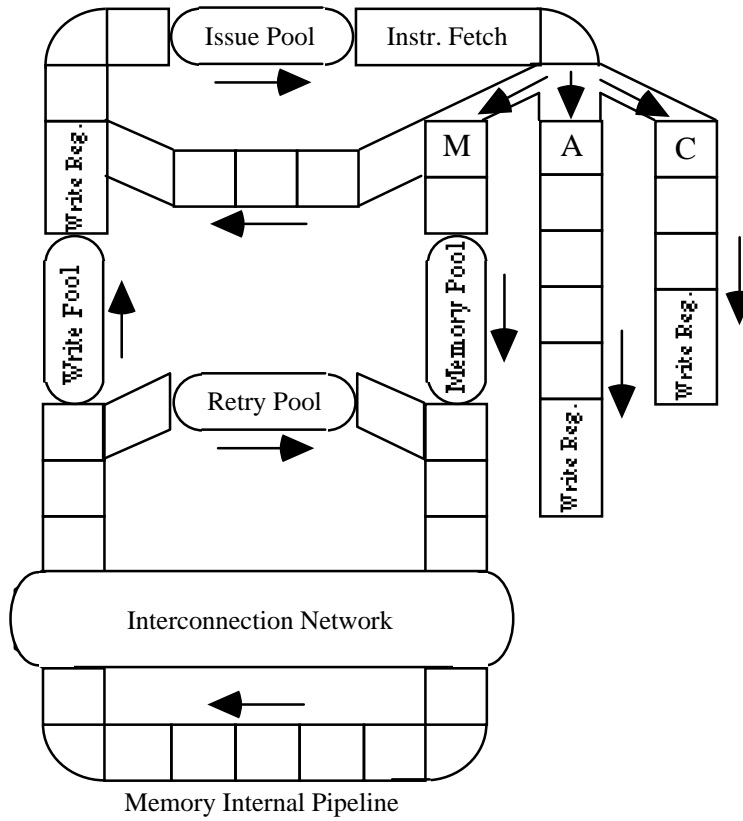 Issue Pool
Instr. Fetch
M
A
C
Write Reg.
Write Pool
Memory Pool
Write Reg.
Retry Pool
Write Reg.
Interconnection Network
Memory Internal Pipeline